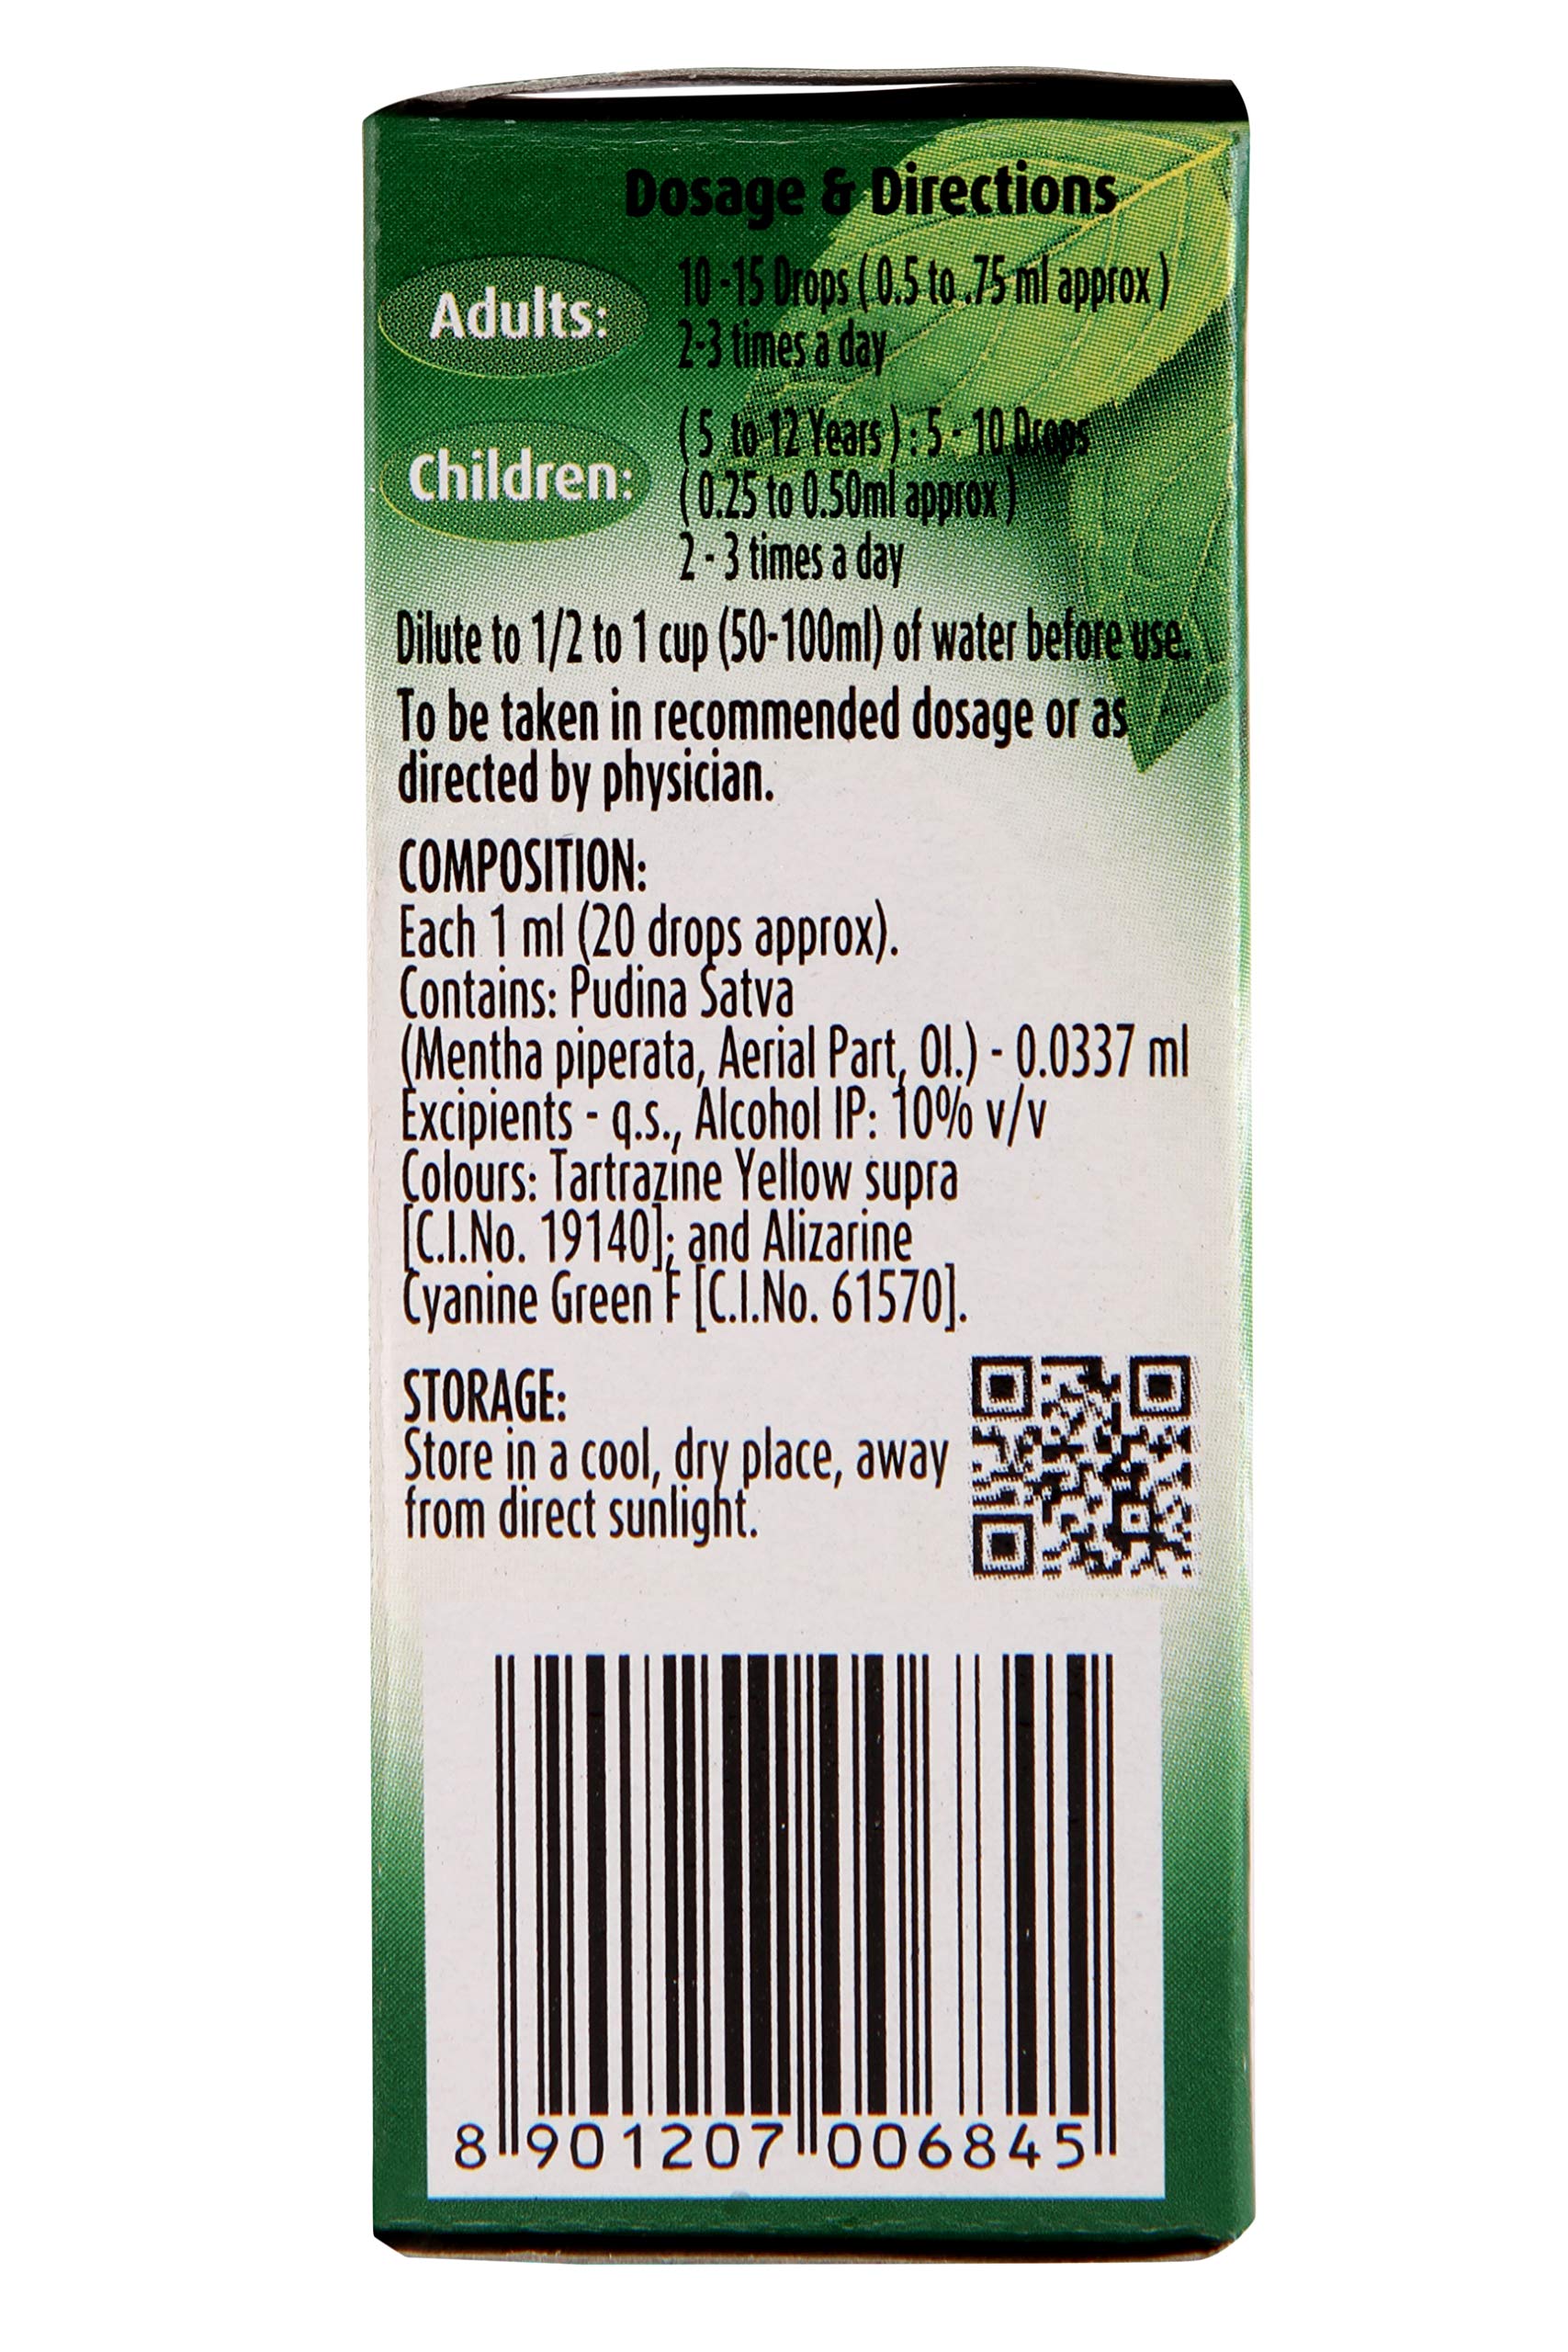 Dosage & Directions
Adults:
10 -15 Drops ( 0.5 to .75 ml approx )
2-3 times a day
Children:
( 5 to 12 Years ) : 5 - 10 Drops
( 0.25 to 0.50ml approx )
2 - 3 times a day
Dilute to 1/2 to 1 cup (50-100ml) of water before use.
To be taken in recommended dosage or as
directed by physician.
COMPOSITION:
Each 1 ml (20 drops approx).
Contains: Pudina Satva
(Mentha piperata, Aerial Part, Ol.) - 0.0337 ml
Excipients - q.s., Alcohol IP: 10% v/v
Colours: Tartrazine Yellow supra
[C.I.No. 19140]; and Alizarine
Cyanine Green F [C.I.No. 61570].
STORAGE:
Store in a cool, dry place, away
from direct sunlight.
8 901207 006845